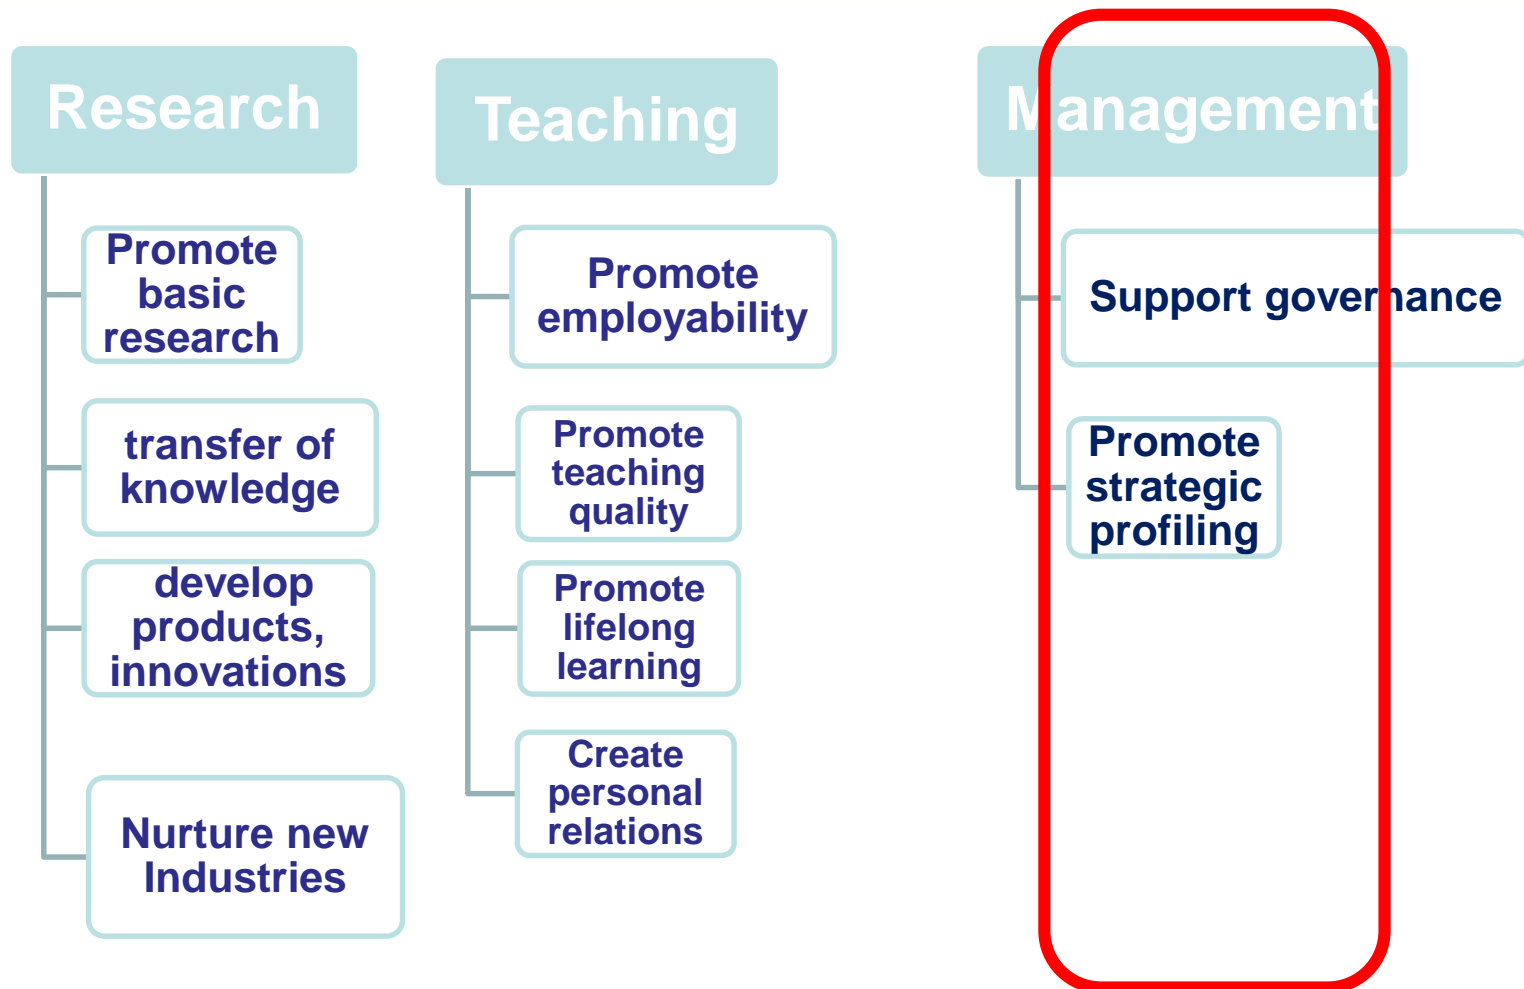 Research
Promote
basic
research
transfer of
knowledge
develop
products,
innovations
Nurture new
Industries
Teaching
Promote
employability
Promote
teaching
quality
Promote
lifelong
learning
Create
personal
relations
Management
Support governance
Promote
strategic
profiling